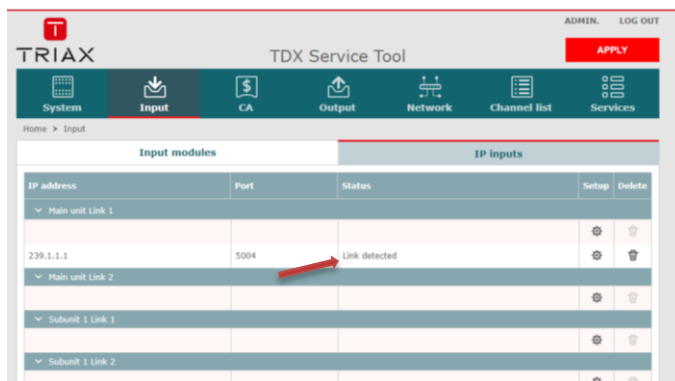 ADMIN. LOG OUT
T
TRIAX
TDX Service Tool
APPLY
System Input CA Output Network Channel list Services
Home > Input
Input modules IP inputs
IP address Port Status Setup Delete
Main unit Link 1
239.1.1.1 5004 Link detected
Main unit Link 2
Subunit 1 Link 1
Subunit 1 Link 2